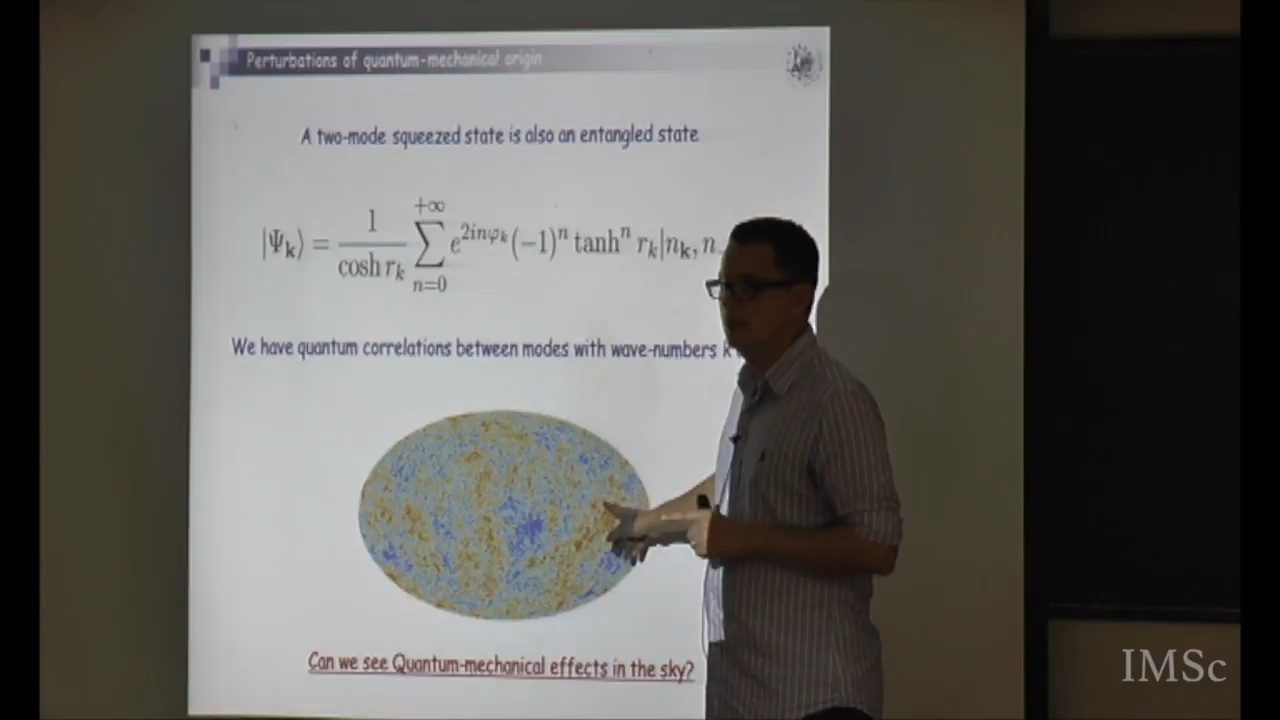 Perturbations of quantum-mechanical origin
A two-mode squeezed state is also an entangled state
|Ψ_k⟩ = 1/cosh r_k ∑_{n=0}^{+∞} e^{2inφ_k} (-1)^n tanh^n r_k |n_k, n_
We have quantum correlations between modes with wave-numbers k
Can we see Quantum-mechanical effects in the sky?
IMSc